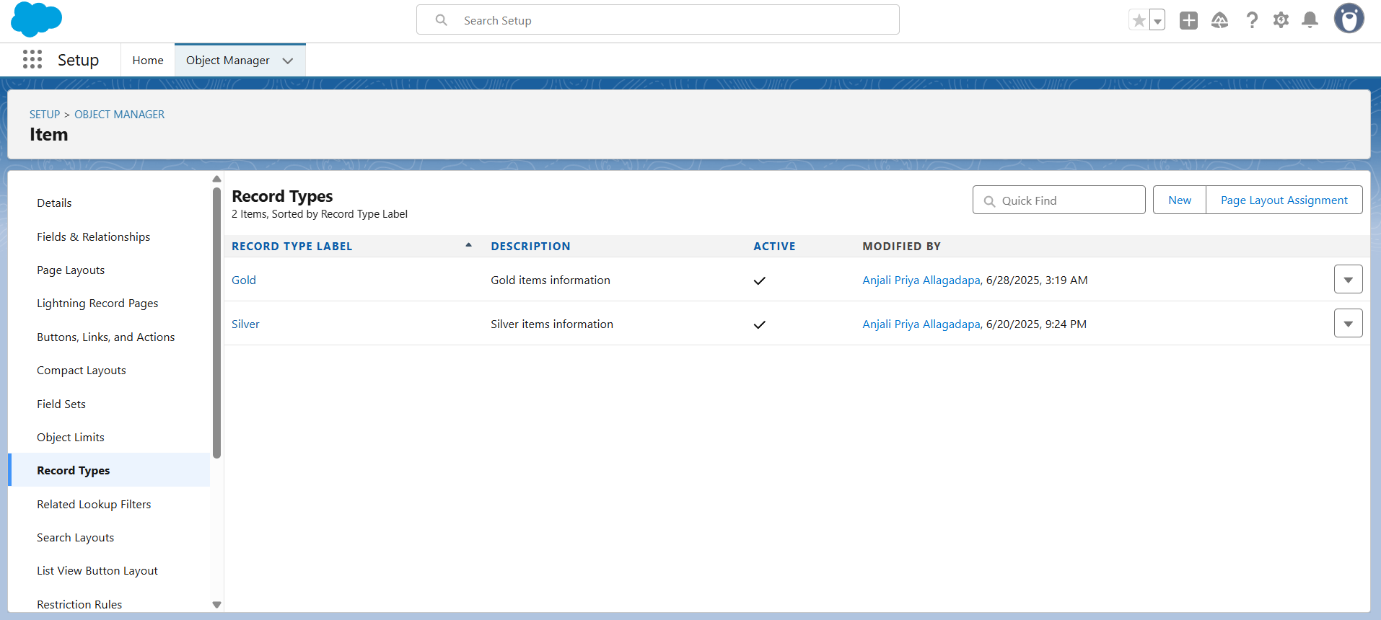 Search Setup
Setup
Home
Object Manager
SETUP > OBJECT MANAGER
Item
Details
Fields & Relationships
Page Layouts
Lightning Record Pages
Buttons, Links, and Actions
Compact Layouts
Field Sets
Object Limits
Record Types
Related Lookup Filters
Search Layouts
List View Button Layout
Restriction Rules
Record Types
2 Items, Sorted by Record Type Label
Quick Find
New
Page Layout Assignment
RECORD TYPE LABEL DESCRIPTION ACTIVE MODIFIED BY
Gold Gold items information Anjali Priya Allagadapa, 6/28/2025, 3:19 AM
Silver Silver items information Anjali Priya Allagadapa, 6/20/2025, 9:24 PM